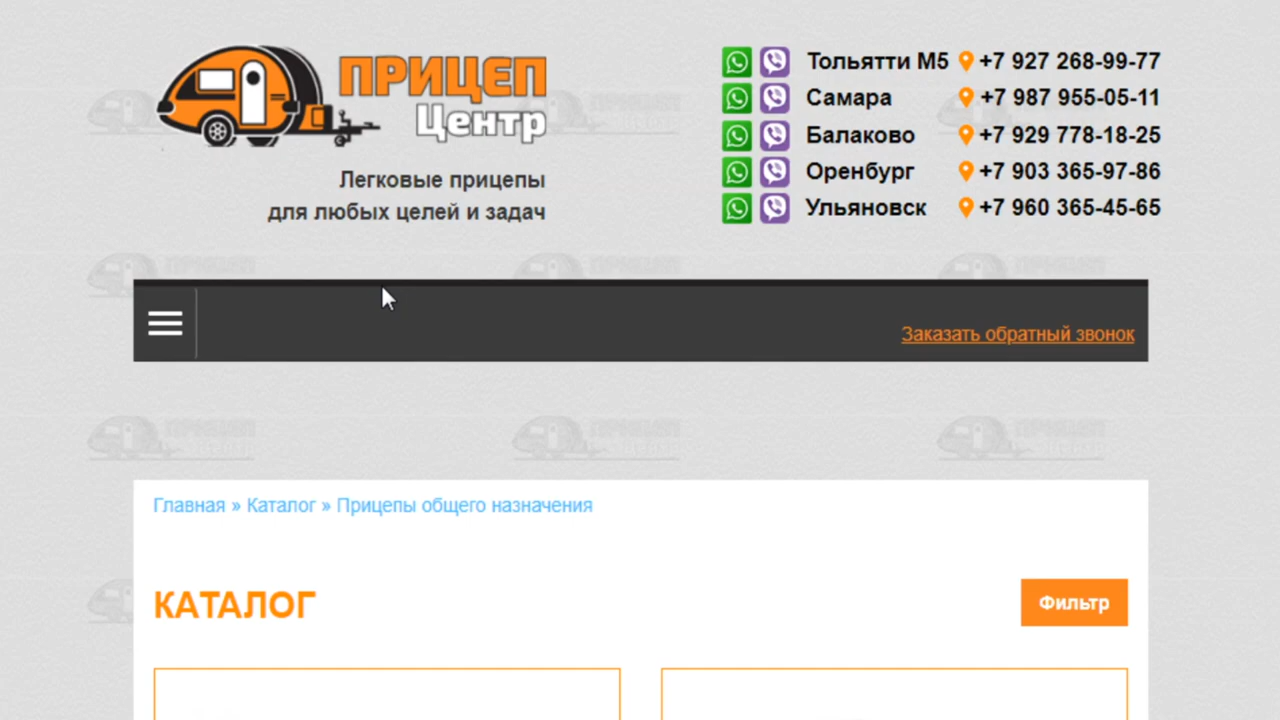 ПРИЦЕП
Центр
Легковые прицепы
для любых целей и задач
Тольятти М5 +7 927 268-99-77
Самара +7 987 955-05-11
Балаково +7 929 778-18-25
Оренбург +7 903 365-97-86
Ульяновск +7 960 365-45-65
Заказать обратный звонок
Главная » Каталог » Прицепы общего назначения
КАТАЛОГ
Фильтр